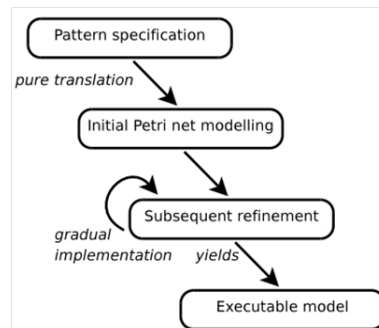 Pattern specification
pure translation
Initial Petri net modelling
Subsequent refinement
gradual
implementation
yields
Executable model